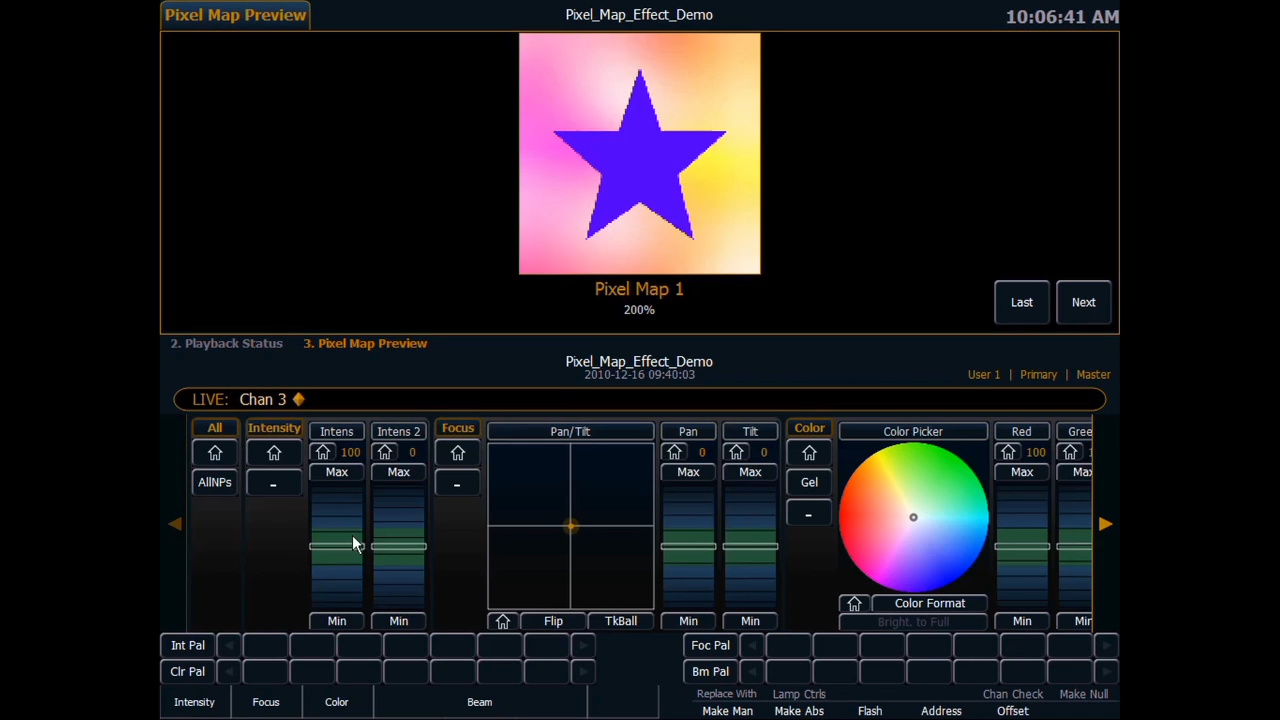 Pixel Map Preview
Pixel_Map_Effect_Demo
10:06:41 AM
Pixel Map 1
200%
Last
Next
2. Playback Status
3. Pixel Map Preview
Pixel_Map_Effect_Demo
2010-12-16 09:40:03
User 1 | Primary | Master
LIVE: Chan 3
All
Intensity
Intens
Intens 2
Focus
Pan/Tilt
Pan
Tilt
Color
Color Picker
Red
Gree
100
0
0
0
100
1
Max
Max
Max
Max
Max
Max
AllNPs
-
-
Gel
-
Color Format
Min
Min
Flip
TkBall
Min
Min
Bright. to Full
Min
Min
Int Pal
Foc Pal
Clr Pal
Bm Pal
Intensity
Focus
Color
Beam
Replace With
Lamp Ctrls
Chan Check
Make Null
Make Man
Make Abs
Flash
Address
Offset